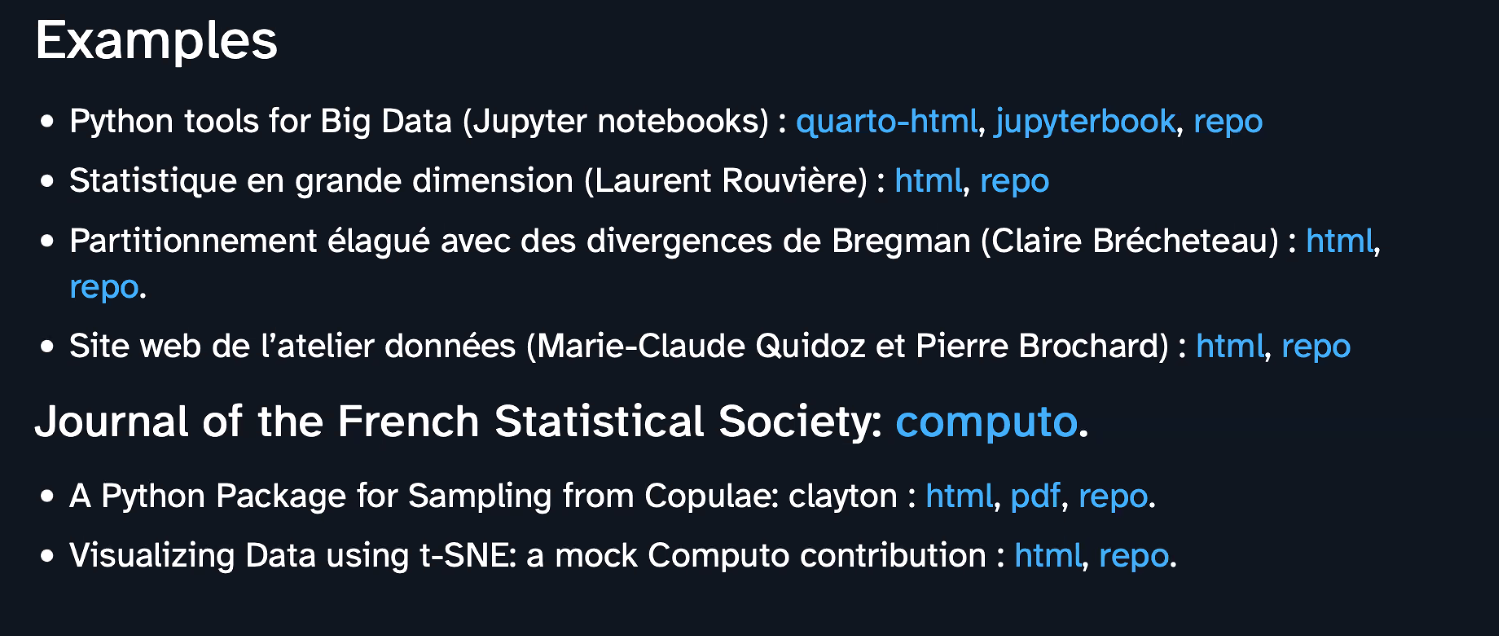 Examples
• Python tools for Big Data (Jupyter notebooks) : quarto-html, jupyterbook, repo
• Statistique en grande dimension (Laurent Rouvière) : html, repo
• Partitionnement élagué avec des divergences de Bregman (Claire Brécheteau) : html,
repo.
• Site web de l’atelier données (Marie-Claude Quidoz et Pierre Brochard) : html, repo
Journal of the French Statistical Society: computo.
• A Python Package for Sampling from Copulae: clayton : html, pdf, repo.
• Visualizing Data using t-SNE: a mock Computo contribution : html, repo.